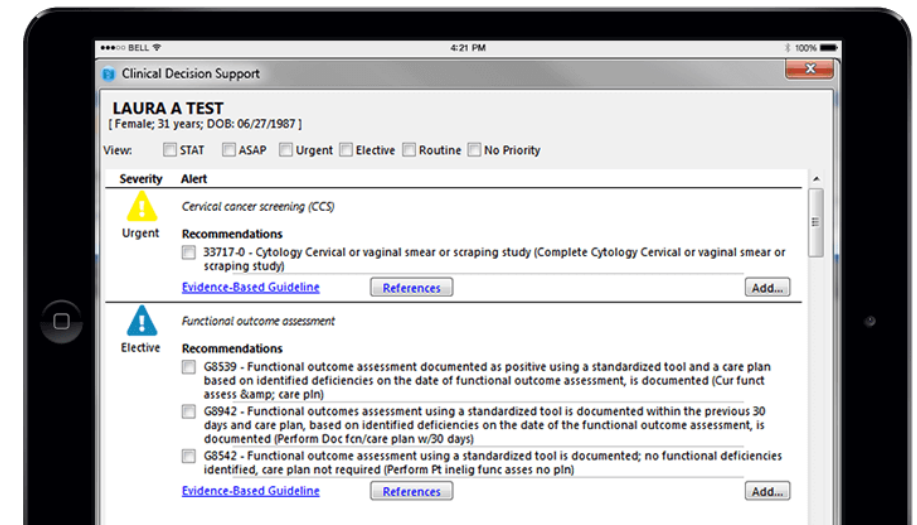 BELL 4:21 PM 100%
Clinical Decision Support
LAURA A TEST
[ Female; 31 years; DOB: 06/27/1987 ]
View: STAT ASAP Urgent Elective Routine No Priority
Severity Alert
Cervical cancer screening (CCS)
Urgent Recommendations
33717-0 - Cytology Cervical or vaginal smear or scraping study (Complete Cytology Cervical or vaginal smear or
scraping study)
Evidence-Based Guideline References Add...
Functional outcome assessment
Elective Recommendations
G8539 - Functional outcome assessment documented as positive using a standardized tool and a care plan
based on identified deficiencies on the date of functional outcome assessment, is documented (Cur funct
assess &amp; care pln)
G8942 - Functional outcomes assessment using a standardized tool is documented within the previous 30
days and care plan, based on identified deficiencies on the date of the functional outcome assessment, is
documented (Perform Doc fcn/care plan w/30 days)
G8542 - Functional outcome assessment using a standardized tool is documented; no functional deficiencies
identified, care plan not required (Perform Pt inelig func asses no pln)
Evidence-Based Guideline References Add...